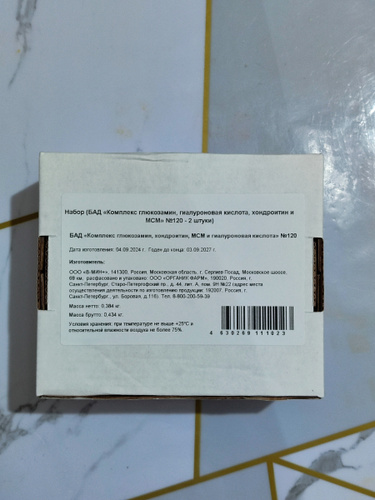 Набор (БАД «Комплекс глюкозамин, гиалуроновая кислота, хондроитин и
МСМ» №120 - 2 штуки)
БАД «Комплекс глюкозамин, хондроитин, МСМ и гиалуроновая кислота» №120
Дата изготовления: 04.09.2024 г. Годен до конца: 03.09.2027 г.
Изготовитель:
ООО «В-МИН+», 141300, Россия, Московская область, г. Сергиев Посад, Московское шоссе,
69 км, расфасовано и упаковано: ООО «ОРГАНИК ФАРМ», 190020, Россия, г.
Санкт-Петербург, Старо-Петергофский пр., д. 44, лит. А, пом. 9Н №22 (адрес места
осуществления деятельности по изготовлению продукции: 192007, Россия, г.
Санкт-Петербург, ул. Боровая, д.116). Тел. 8-800-200-59-38
Масса нетто: 0,384 кг.
Масса брутто: 0,434 кг.
Условия хранения: при температуре не выше +25°С и
относительной влажности воздуха не более 75%.